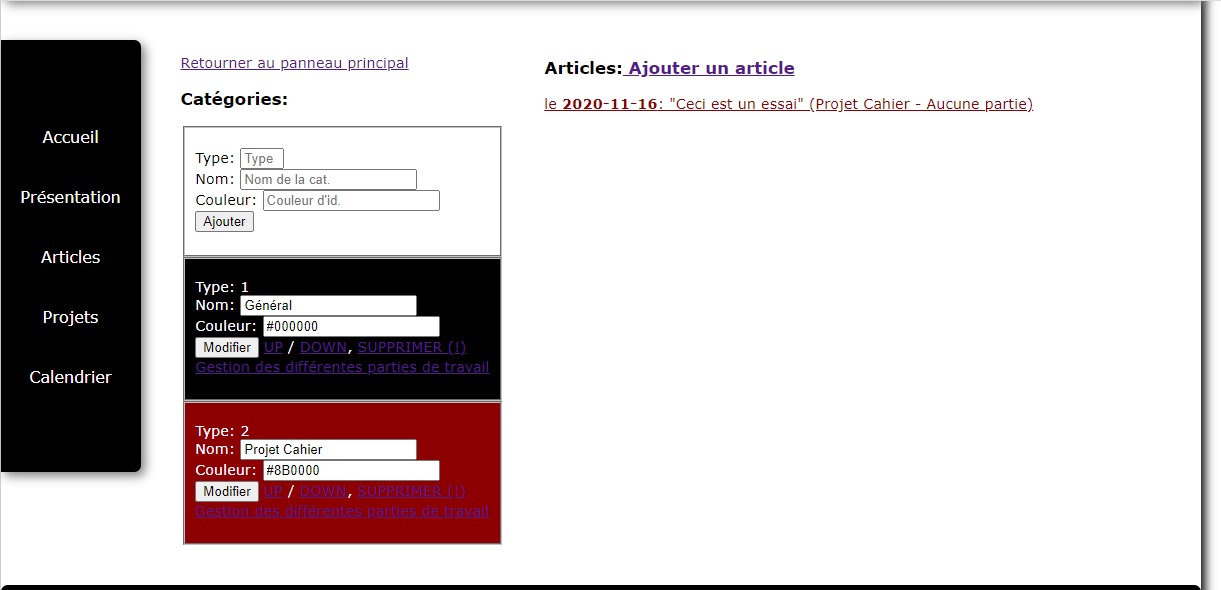 Accueil
Présentation
Articles
Projets
Calendrier
Retourner au panneau principal
Catégories:
Type: Type
Nom: Nom de la cat.
Couleur: Couleur d'id.
Ajouter
Type: 1
Nom: Général
Couleur: #000000
Modifier UP / DOWN, SUPPRIMER (!)
Gestion des différentes parties de travail
Type: 2
Nom: Projet Cahier
Couleur: #8B0000
Modifier UP / DOWN, SUPPRIMER (!)
Gestion des différentes parties de travail
Articles: Ajouter un article
le 2020-11-16: "Ceci est un essai" (Projet Cahier - Aucune partie)